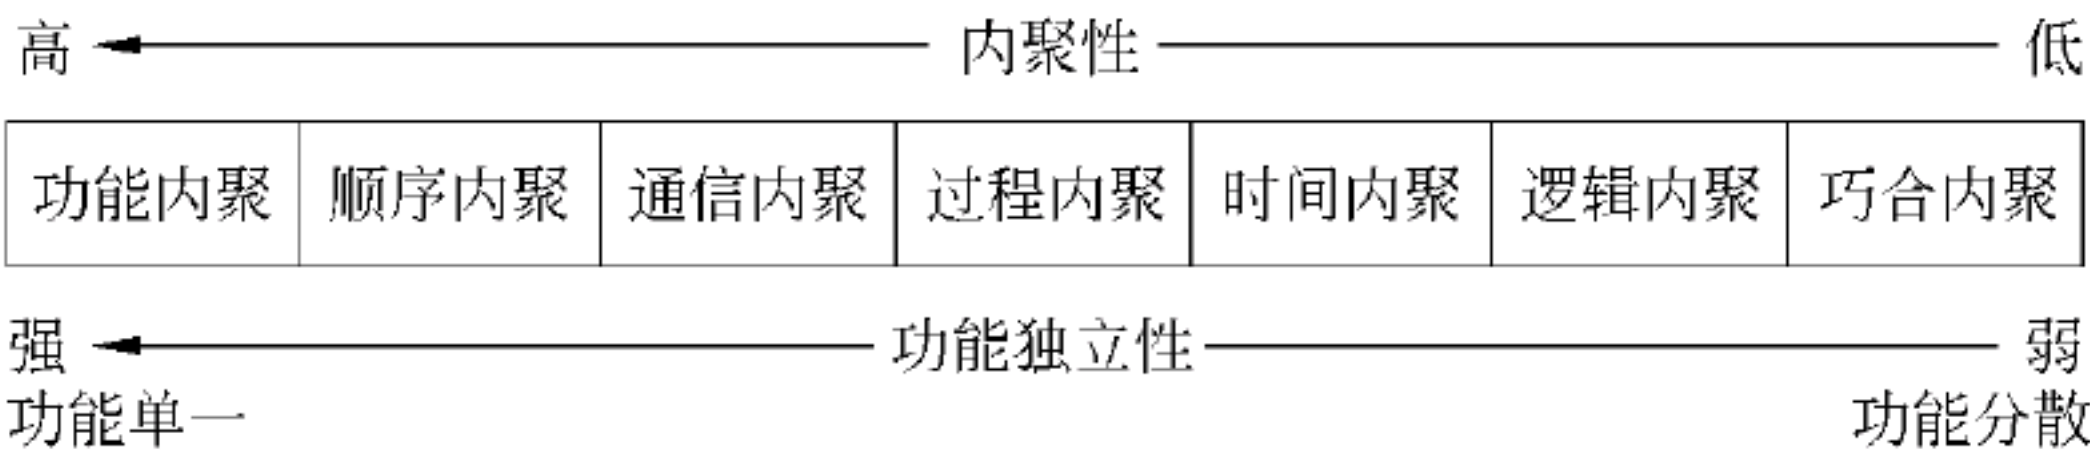 高 内聚性 低
功能内聚 顺序内聚 通信内聚 过程内聚 时间内聚 逻辑内聚 巧合内聚
强 功能独立性 弱
功能单一 功能分散